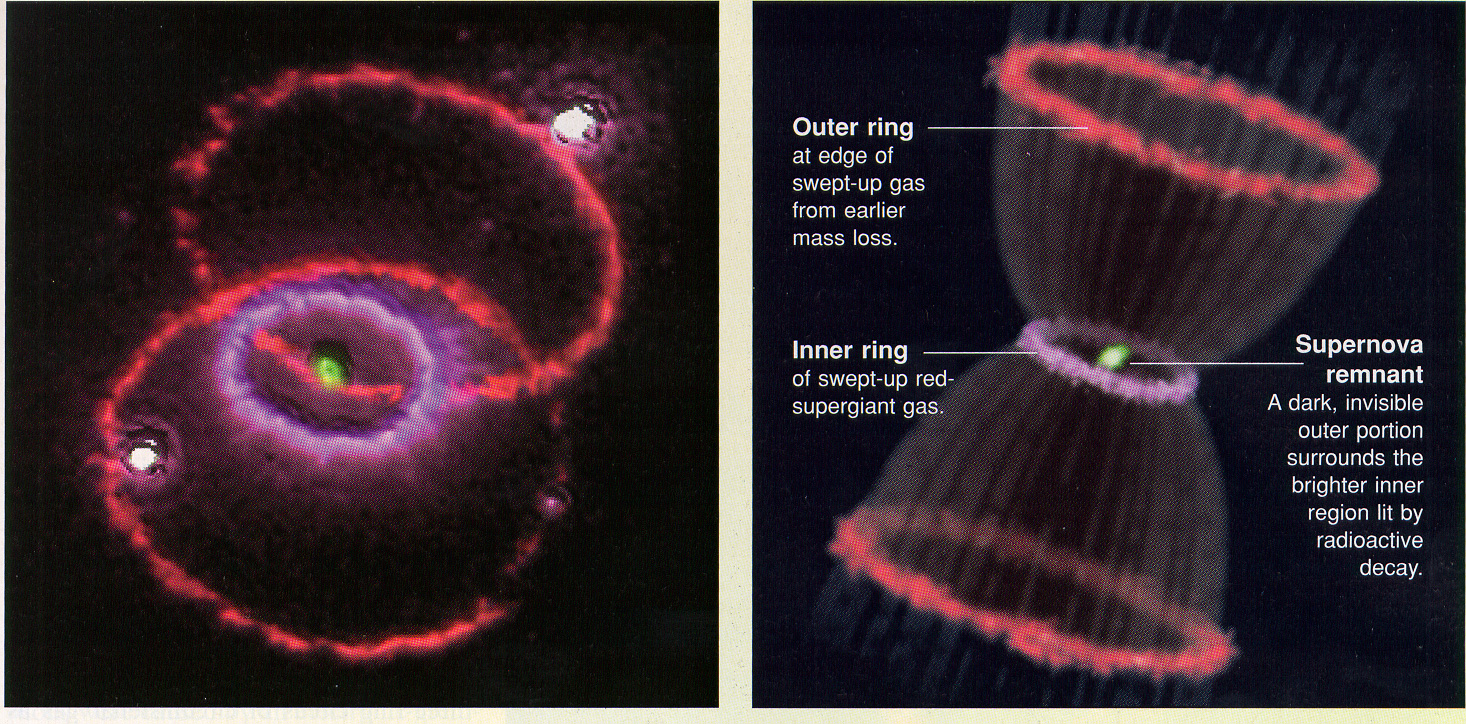 Outer ring
at edge of
swept-up gas
from earlier
mass loss.
Inner ring
of swept-up red-
supergiant gas.
Supernova
remnant
A dark, invisible
outer portion
surrounds the
brighter inner
region lit by
radioactive
decay.